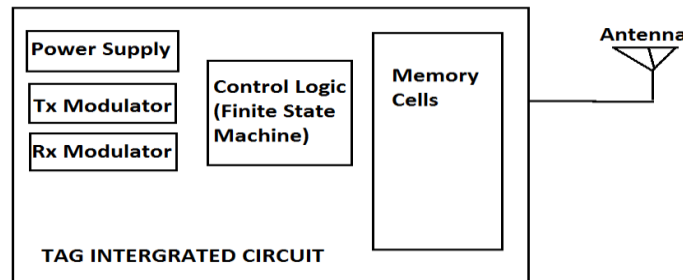 Power Supply
Tx Modulator
Rx Modulator
Control Logic
(Finite State
Machine)
Memory
Cells
Antenna
TAG INTERGRATED CIRCUIT